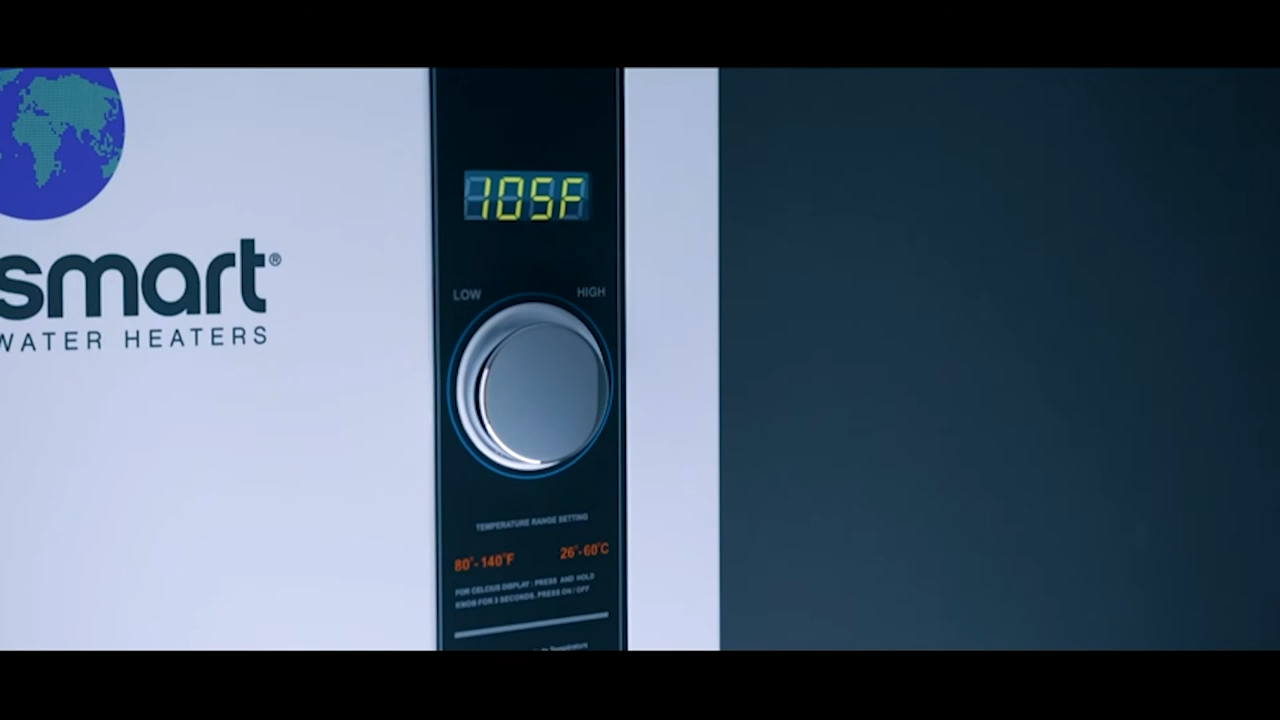 smart®
WATER HEATERS
105F
LOW HIGH
TEMPERATURE RANGE SETTING
80°-140°F 26°-60°C
FOR CELCIUS DISPLAY : PRESS AND HOLD
KNOB FOR 3 SECONDS. PRESS ON / OFF
Temperature